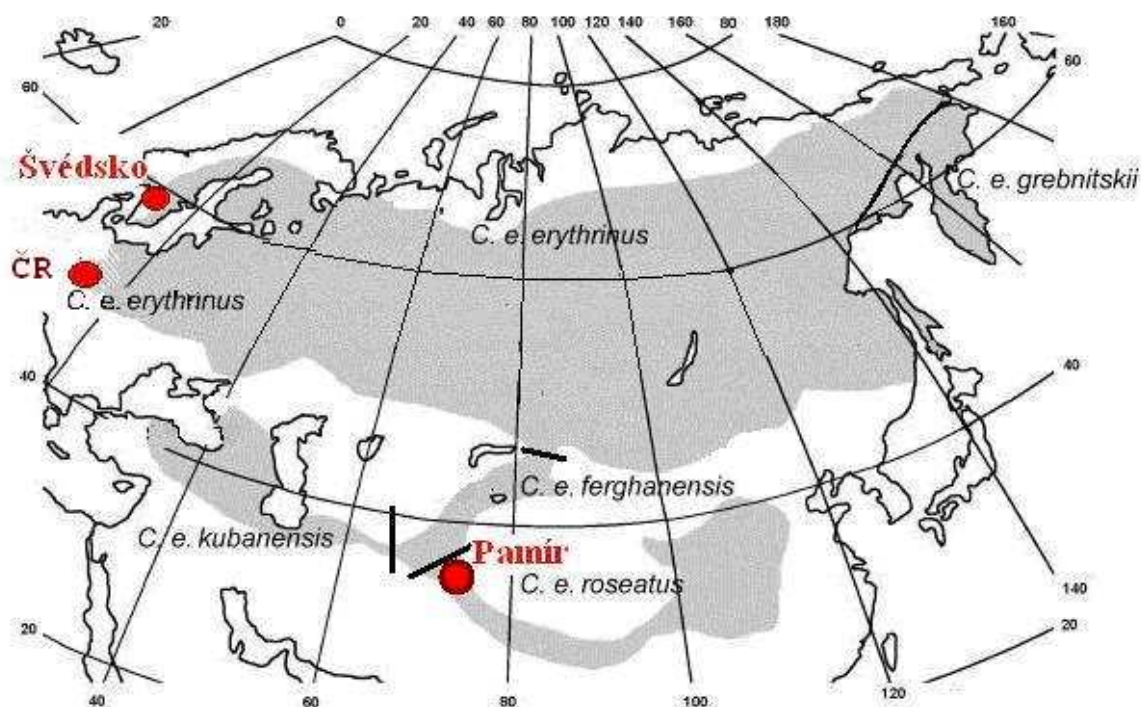 20 0 20 40 60 80 100 120 140 160 80 180 160
60 60
Švédsko
C. e. grebnitskii
C. e. erythrinus
ČR
C. e. erythrinus
40 40
C. e. ferghanensis
C. e. kubanensis
Pamír
C. e. roseatus
140
20 20
40 60 80 100 120